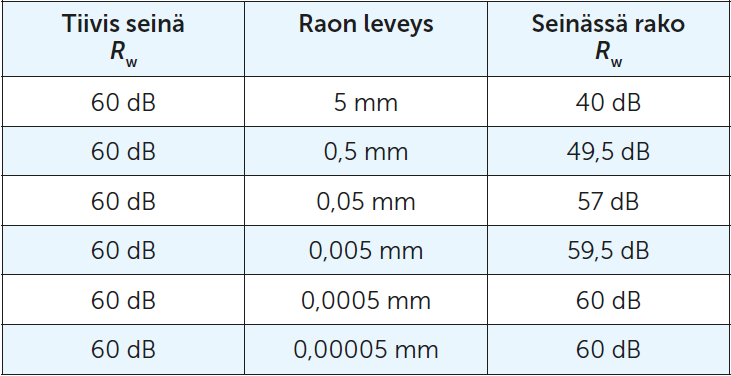 Tiivis seinä Rw Raon leveys Seinässä rako Rw
60 dB 5 mm 40 dB
60 dB 0,5 mm 49,5 dB
60 dB 0,05 mm 57 dB
60 dB 0,005 mm 59,5 dB
60 dB 0,0005 mm 60 dB
60 dB 0,00005 mm 60 dB